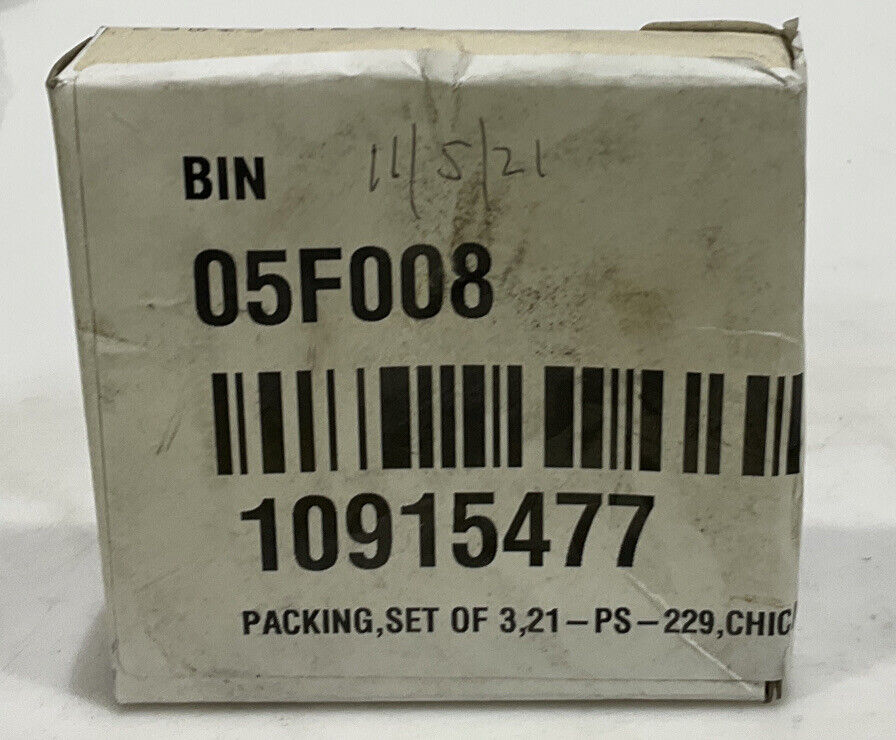 BIN 11/5/21
05F008
10915477
PACKING,SET OF 3,21-PS-229,CHIC